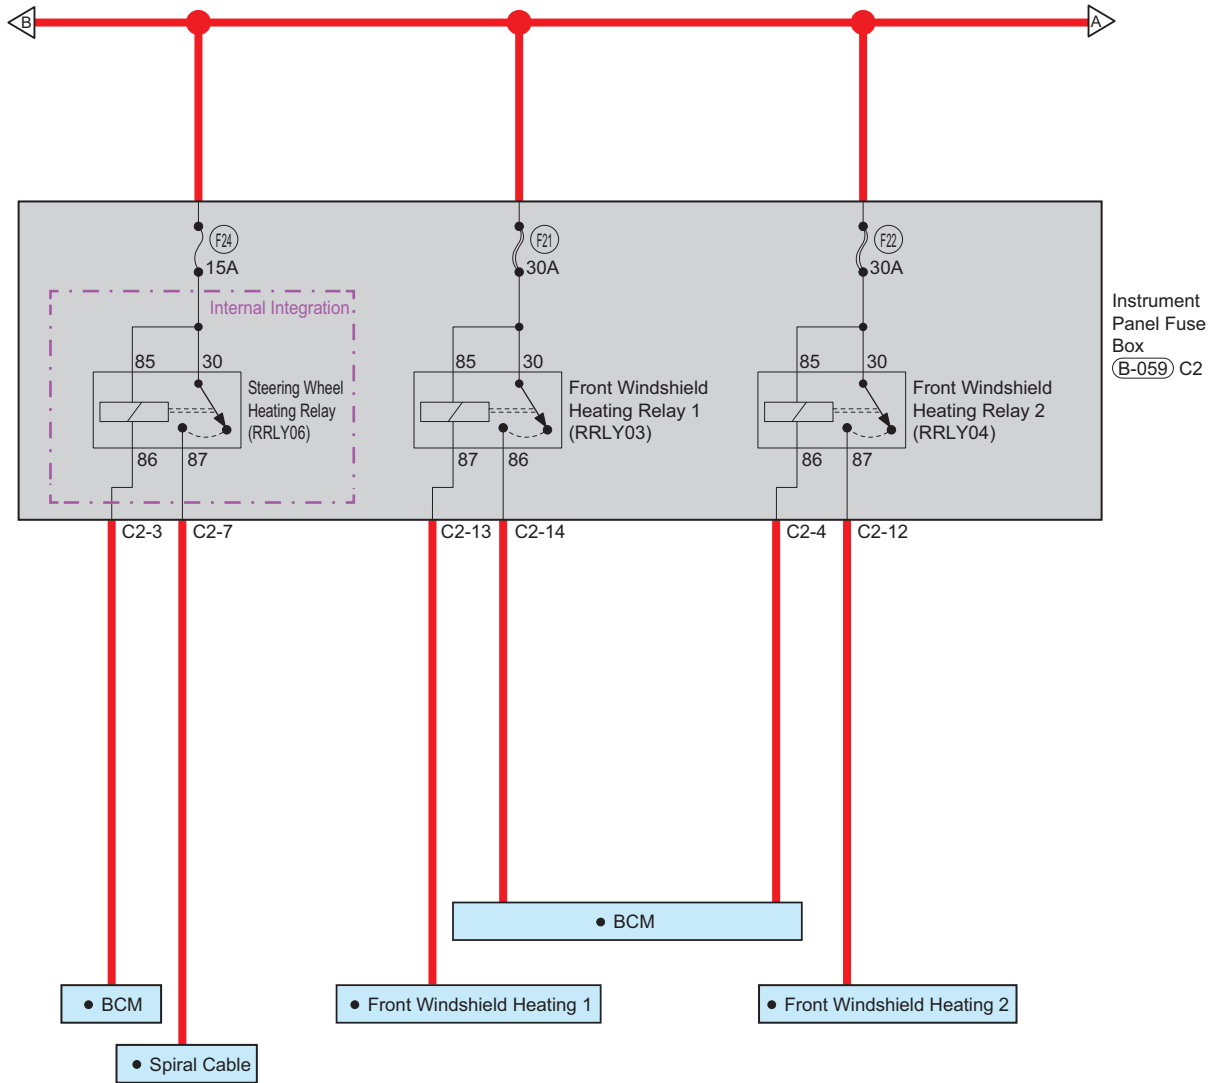 B
A
F24
15A
F21
30A
F22
30A
Internal Integration
85 30
Steering Wheel
Heating Relay
(RRLY06)
86 87
85 30
Front Windshield
Heating Relay 1
(RRLY03)
87 86
85 30
Front Windshield
Heating Relay 2
(RRLY04)
86 87
Instrument
Panel Fuse
Box
B-059 C2
C2-3 C2-7
C2-13 C2-14
C2-4 C2-12
• BCM
• BCM
• Front Windshield Heating 1
• Front Windshield Heating 2
• Spiral Cable